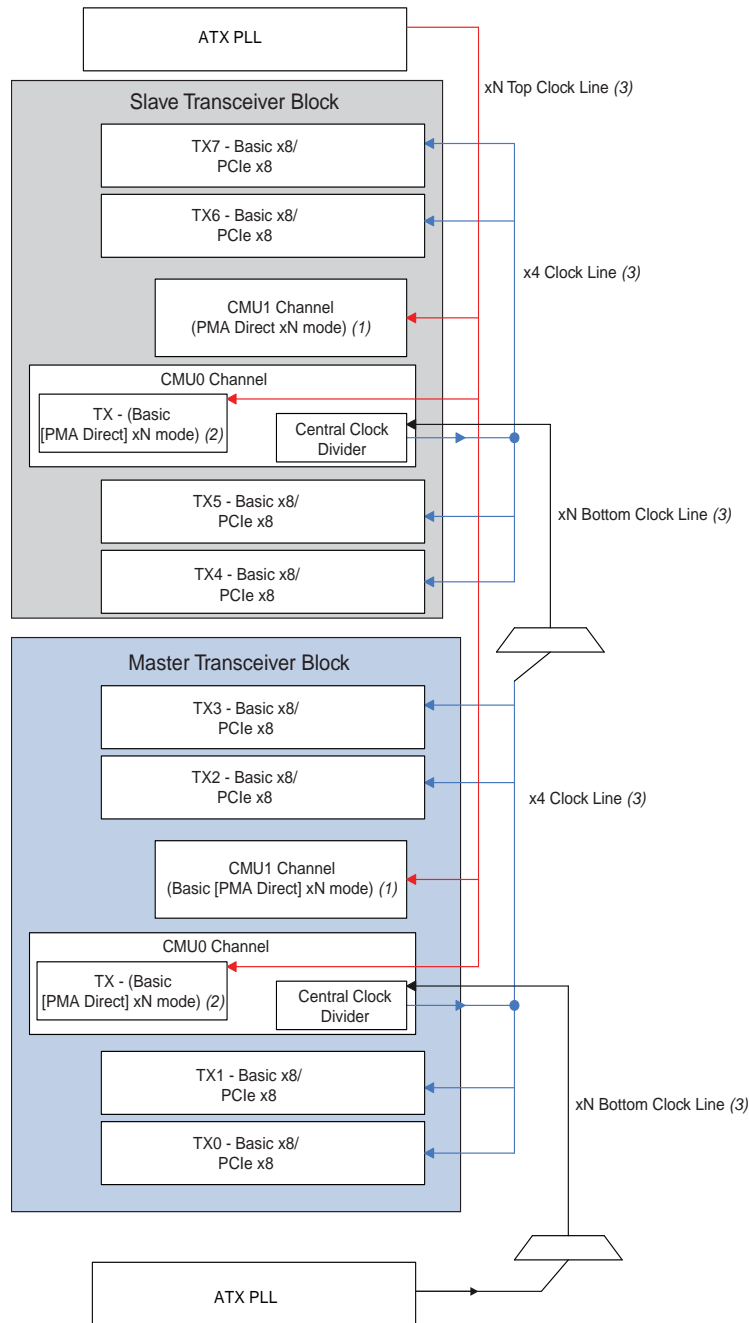 ATX PLL
xN Top Clock Line (3)
Slave Transceiver Block
TX7 - Basic x8/
PCIe x8
TX6 - Basic x8/
PCIe x8
x4 Clock Line (3)
CMU1 Channel
(PMA Direct xN mode) (1)
CMU0 Channel
TX - (Basic
[PMA Direct] xN mode) (2)
Central Clock
Divider
TX5 - Basic x8/
PCIe x8
xN Bottom Clock Line (3)
TX4 - Basic x8/
PCIe x8
Master Transceiver Block
TX3 - Basic x8/
PCIe x8
TX2 - Basic x8/
PCIe x8
x4 Clock Line (3)
CMU1 Channel
(Basic [PMA Direct] xN mode) (1)
CMU0 Channel
TX - (Basic
[PMA Direct] xN mode) (2)
Central Clock
Divider
TX1 - Basic x8/
PCIe x8
xN Bottom Clock Line (3)
TX0 - Basic x8/
PCIe x8
ATX PLL